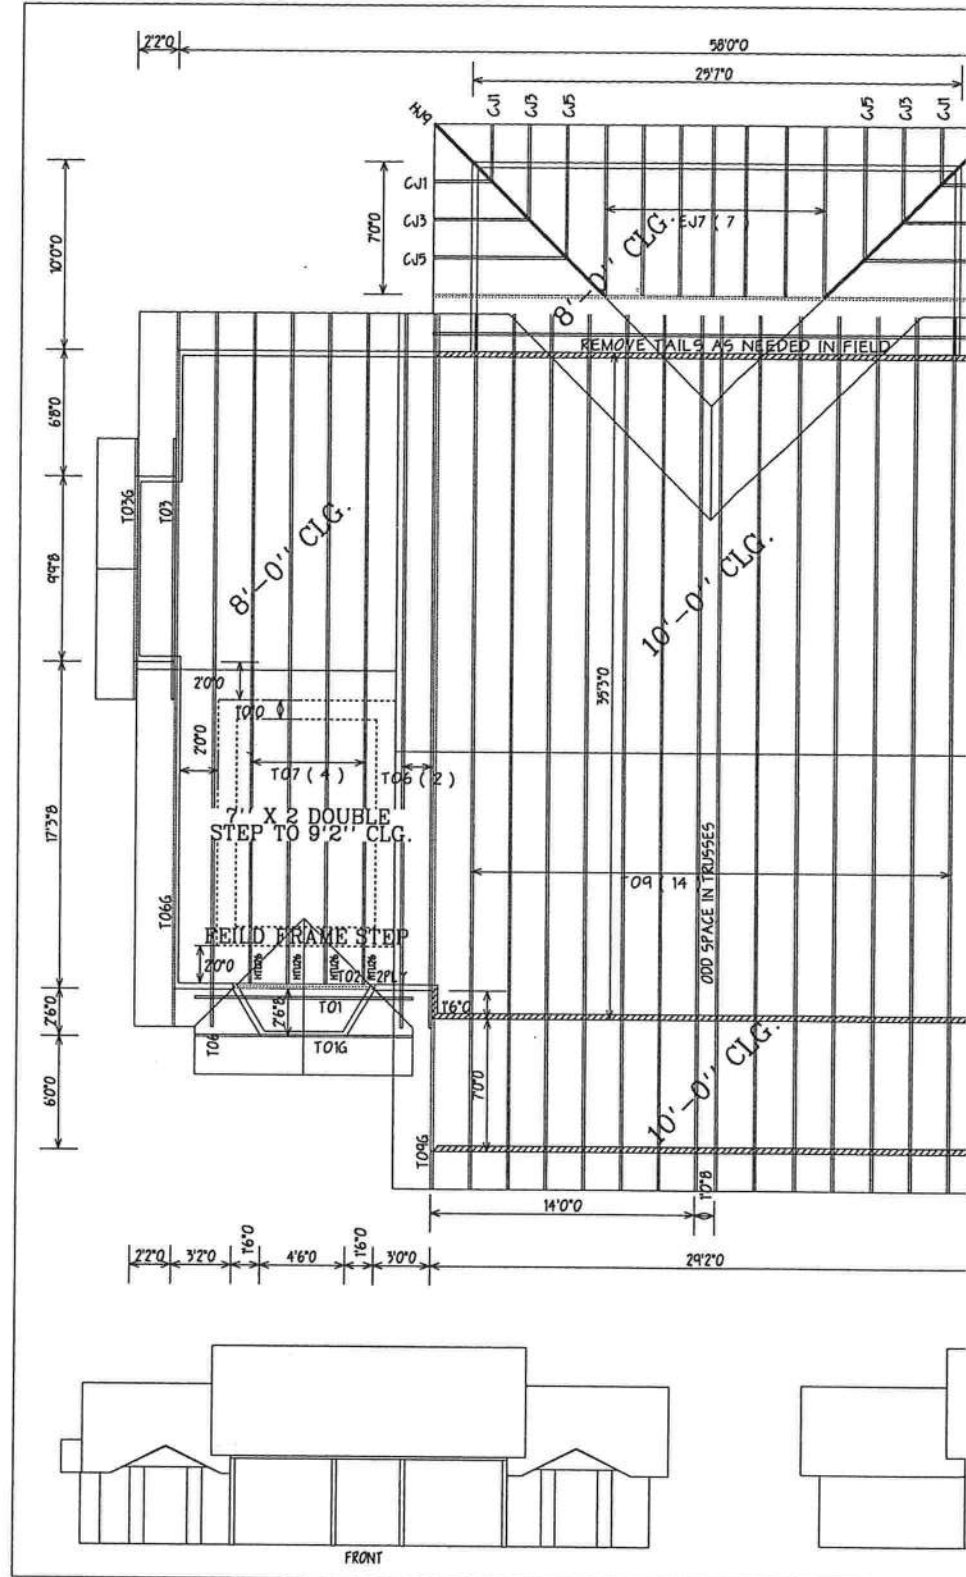 2'2"0
58'0"0
25'7"0
HJ9
CJ1
CJ3
CJ5
CJ5
CJ3
CJ1
CJ1
CJ3
CJ5
7'0"0
EJ7 ( 7 )
8'-0'' CLG.
10'0"0
REMOVE TAILS AS NEEDED IN FIELD
6'8"0
T03G
T03
9'9"8
8'-0'' CLG.
10'-0'' CLG.
35'3"0
2'0"0
1'0"0
2'0"0
T07 ( 4 )
T06 ( 2 )
7'' X 2 DOUBLE
STEP TO 9'2'' CLG.
17'3"8
T09 ( 14 )
ODD SPACE IN TRUSSES
T06G
FEILD FRAME STEP
2'0"0
HTU26
HTU26
HTU26
HTU26
T02
2PLY
T01
2'6"0
2'6"8
1'6"0
T06
T01G
10'-0'' CLG.
6'0"0
7'0"0
T09G
14'0"0
1'0"8
2'2"0
3'2"0
1'6"0
4'6"0
1'6"0
3'0"0
29'2"0
FRONT